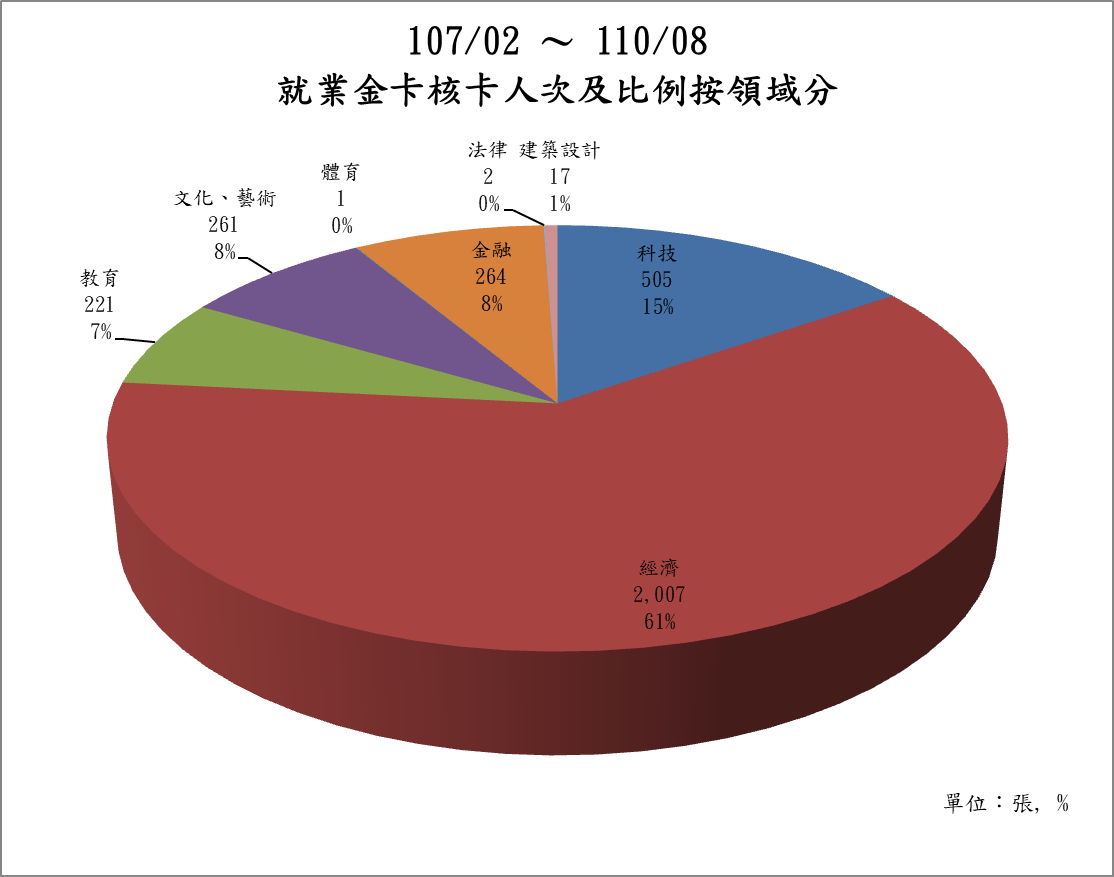 107/02 ～ 110/08
就業金卡核卡人次及比例按領域分
法律
2
0%
建築設計
17
1%
體育
1
0%
文化、藝術
261
8%
金融
264
8%
科技
505
15%
教育
221
7%
經濟
2,007
61%
單位：張, %